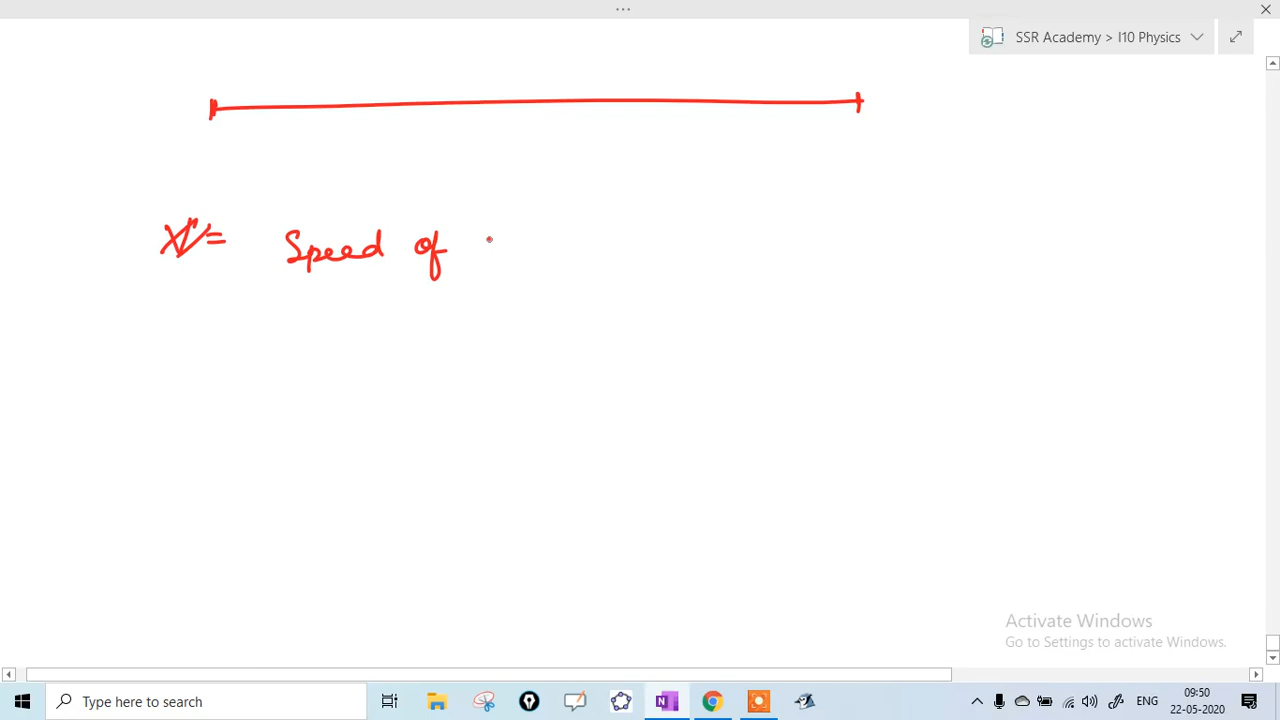 SSR Academy > I10 Physics
= Speed of
Activate Windows
Go to Settings to activate Windows.
Type here to search
ENG
09:50
22-05-2020